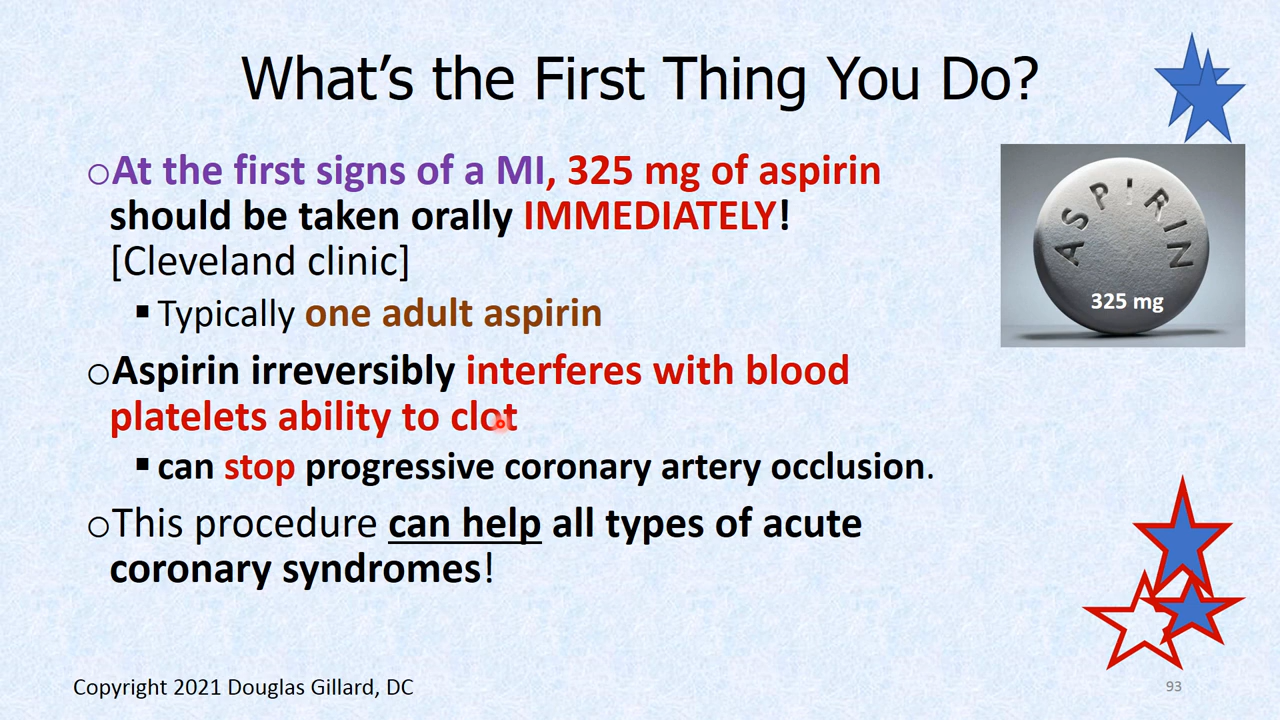 What's the First Thing You Do?
○At the first signs of a MI, 325 mg of aspirin
should be taken orally IMMEDIATELY!
[Cleveland clinic]
▪ Typically one adult aspirin
○Aspirin irreversibly interferes with blood
platelets ability to clot
▪ can stop progressive coronary artery occlusion.
○This procedure can help all types of acute
coronary syndromes!
ASPIRIN
325 mg
Copyright 2021 Douglas Gillard, DC
93